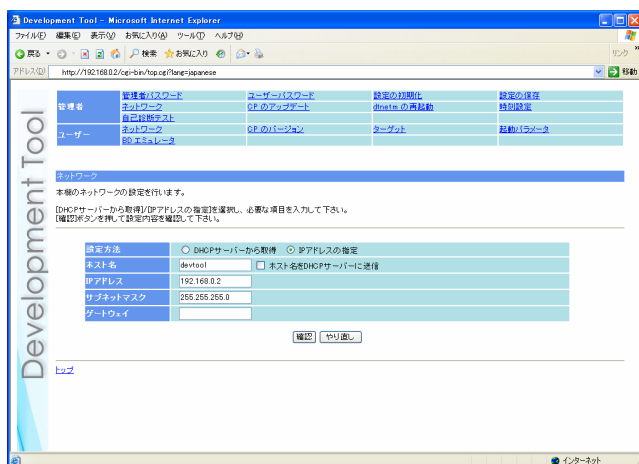 Development Tool - Microsoft Internet Explorer
ファイル(F) 編集(E) 表示(V) お気に入り(A) ツール(T) ヘルプ(H)
戻る 検索 お気に入り リンク
アドレス(D) http://192.168.0.2/cgi-bin/top.cgi?lang=japanese 移動
Development Tool
管理者 管理者パスワード ユーザーパスワード 設定の初期化 設定の保存
ネットワーク CP のアップデート dtnetm の再起動 時刻設定
自己診断テスト
ユーザー ネットワーク CP のバージョン ターゲット 起動パラメータ
BD エミュレータ
ネットワーク
本機のネットワークの設定を行います。
[DHCPサーバーから取得]/[IPアドレスの指定]を選択し、必要な項目を入力して下さい。
[確認]ボタンを押して設定内容を確認して下さい。
設定方法 DHCPサーバーから取得 IPアドレスの指定
ホスト名 devtool ホスト名をDHCPサーバーに送信
IPアドレス 192.168.0.2
サブネットマスク 255.255.255.0
ゲートウェイ
確認 やり直し
トップ
インターネット